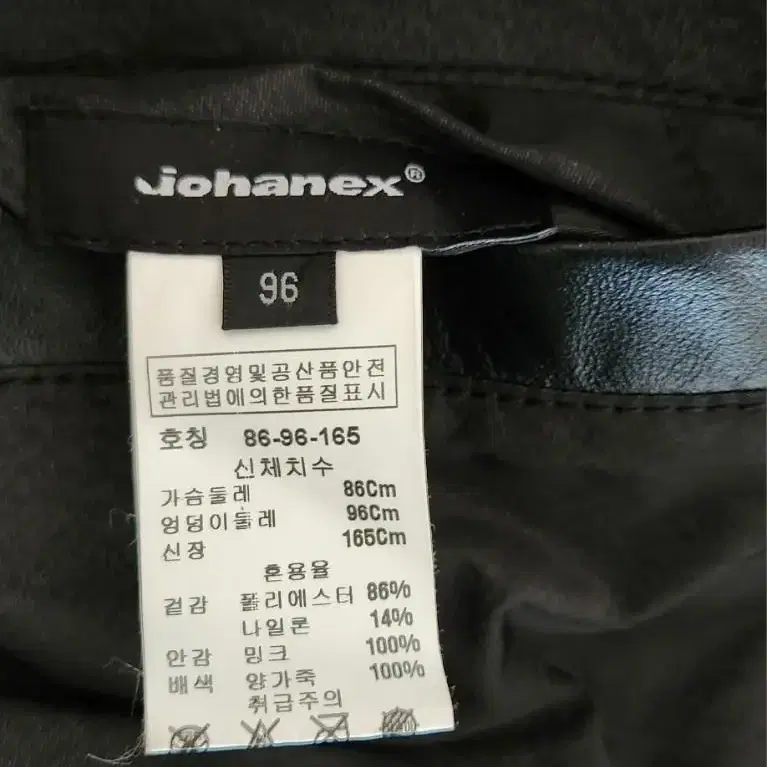 Johanex®
96
품질경영및공산품안전
관리법에의한품질표시
호칭 86-96-165
신체치수
가슴둘레 86Cm
엉덩이둘레 96Cm
신장 165Cm
혼용율
겉감 폴리에스터 86%
나일론 14%
안감 밍크 100%
배색 양가죽 100%
취급주의